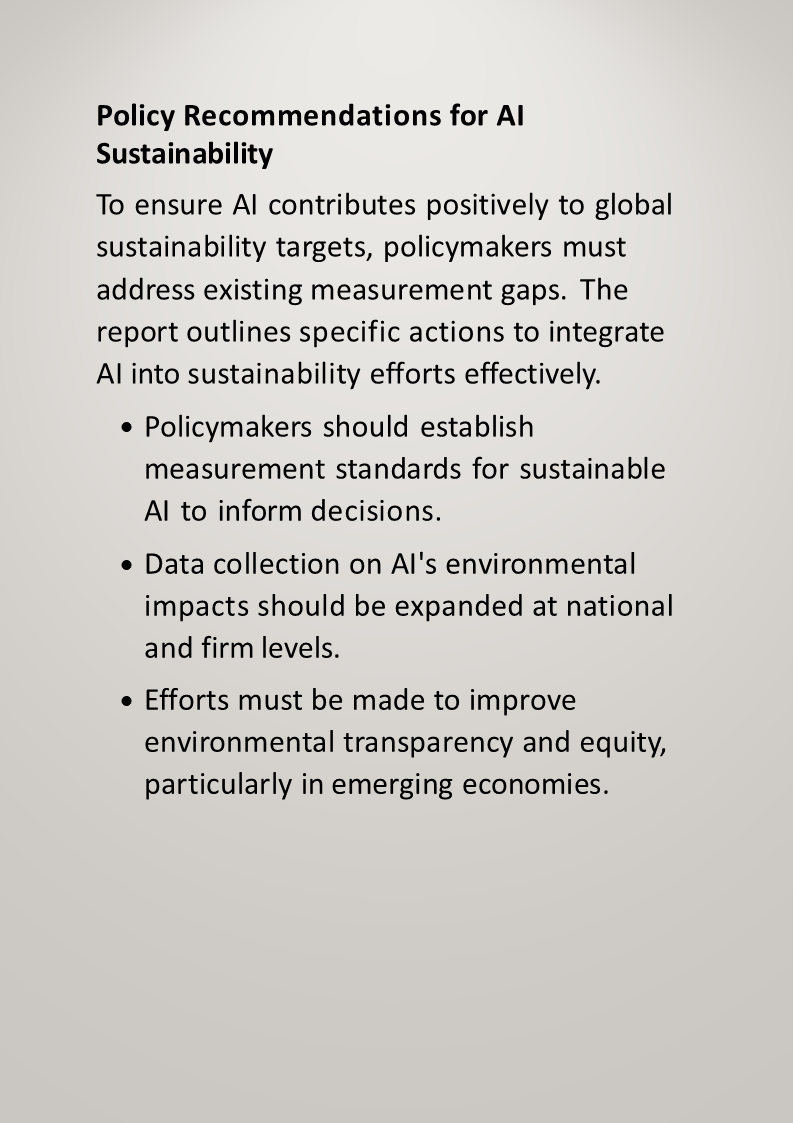 Policy Recommendations for AI
Sustainability
To ensure AI contributes positively to global
sustainability targets, policymakers must
address existing measurement gaps. The
report outlines specific actions to integrate
AI into sustainability efforts effectively.
• Policymakers should establish
measurement standards for sustainable
AI to inform decisions.
• Data collection on AI's environmental
impacts should be expanded at national
and firm levels.
• Efforts must be made to improve
environmental transparency and equity,
particularly in emerging economies.